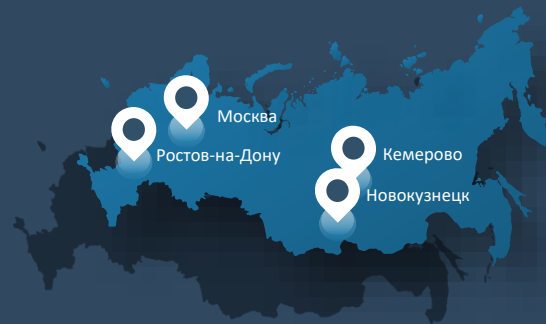 Москва
Ростов-на-Дону
Кемерово
Новокузнецк